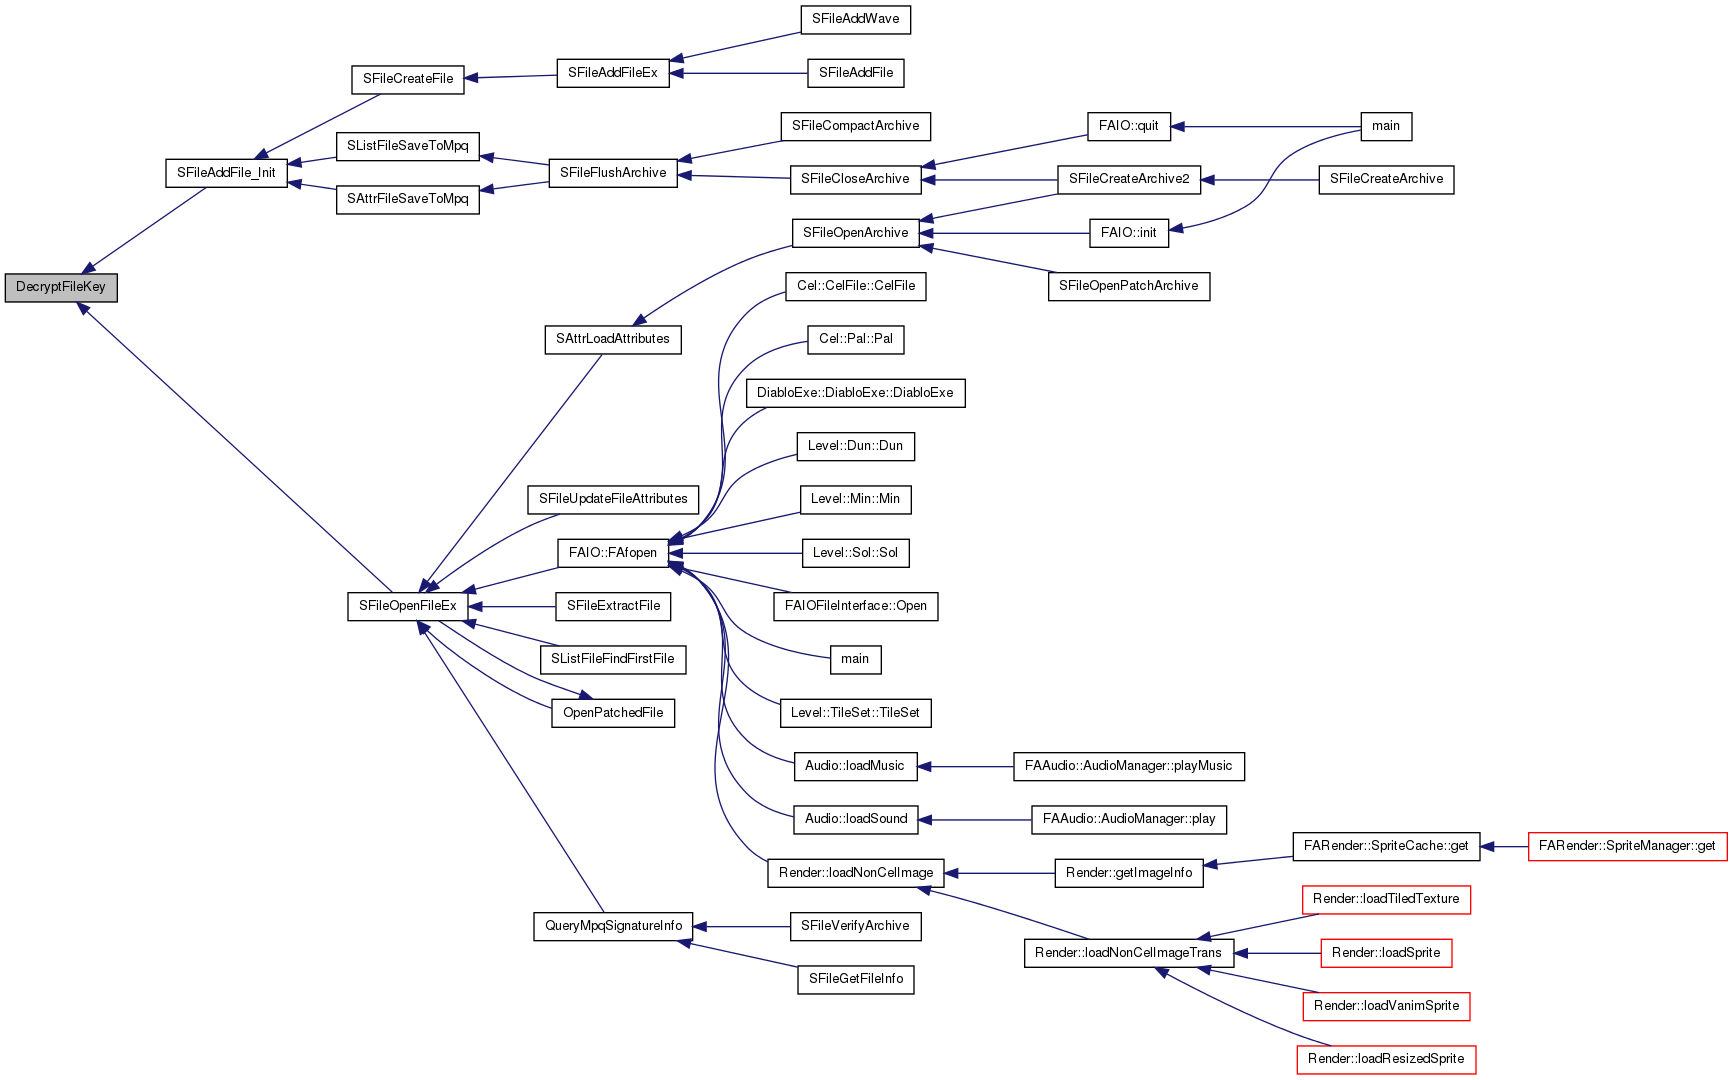 SFileAddWave
SFileCreateFile
SFileAddFileEx
SFileAddFile
SListFileSaveToMpq
SFileCompactArchive
FAIO::quit
main
SFileAddFile_Init
SFileFlushArchive
SFileCloseArchive
SFileCreateArchive2
SFileCreateArchive
SAttrFileSaveToMpq
SFileOpenArchive
FAIO::init
DecryptFileKey
Cel::CelFile::CelFile
SFileOpenPatchArchive
SAttrLoadAttributes
Cel::Pal::Pal
DiabloExe::DiabloExe::DiabloExe
Level::Dun::Dun
SFileUpdateFileAttributes
Level::Min::Min
FAIO::FAfopen
Level::Sol::Sol
SFileOpenFileEx
SFileExtractFile
FAIOFileInterface::Open
SListFileFindFirstFile
main
OpenPatchedFile
Level::TileSet::TileSet
Audio::loadMusic
FAAudio::AudioManager::playMusic
Audio::loadSound
FAAudio::AudioManager::play
Render::loadNonCelImage
Render::getImageInfo
FARender::SpriteCache::get
FARender::SpriteManager::get
QueryMpqSignatureInfo
SFileVerifyArchive
SFileGetFileInfo
Render::loadNonCelImageTrans
Render::loadTiledTexture
Render::loadSprite
Render::loadVanimSprite
Render::loadResizedSprite